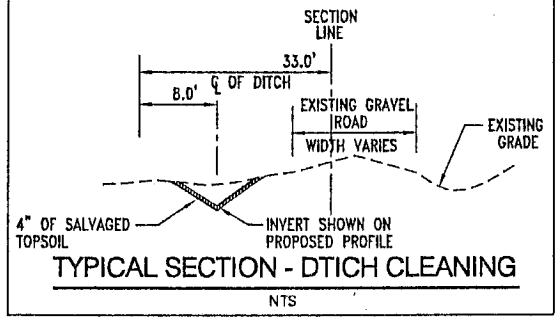 SECTION
LINE
33.0'
℄ OF DITCH
8.0'
EXISTING GRAVEL
ROAD
WIDTH VARIES
EXISTING
GRADE
4" OF SALVAGED
TOPSOIL
INVERT SHOWN ON
PROPOSED PROFILE
TYPICAL SECTION - DTICH CLEANING
NTS